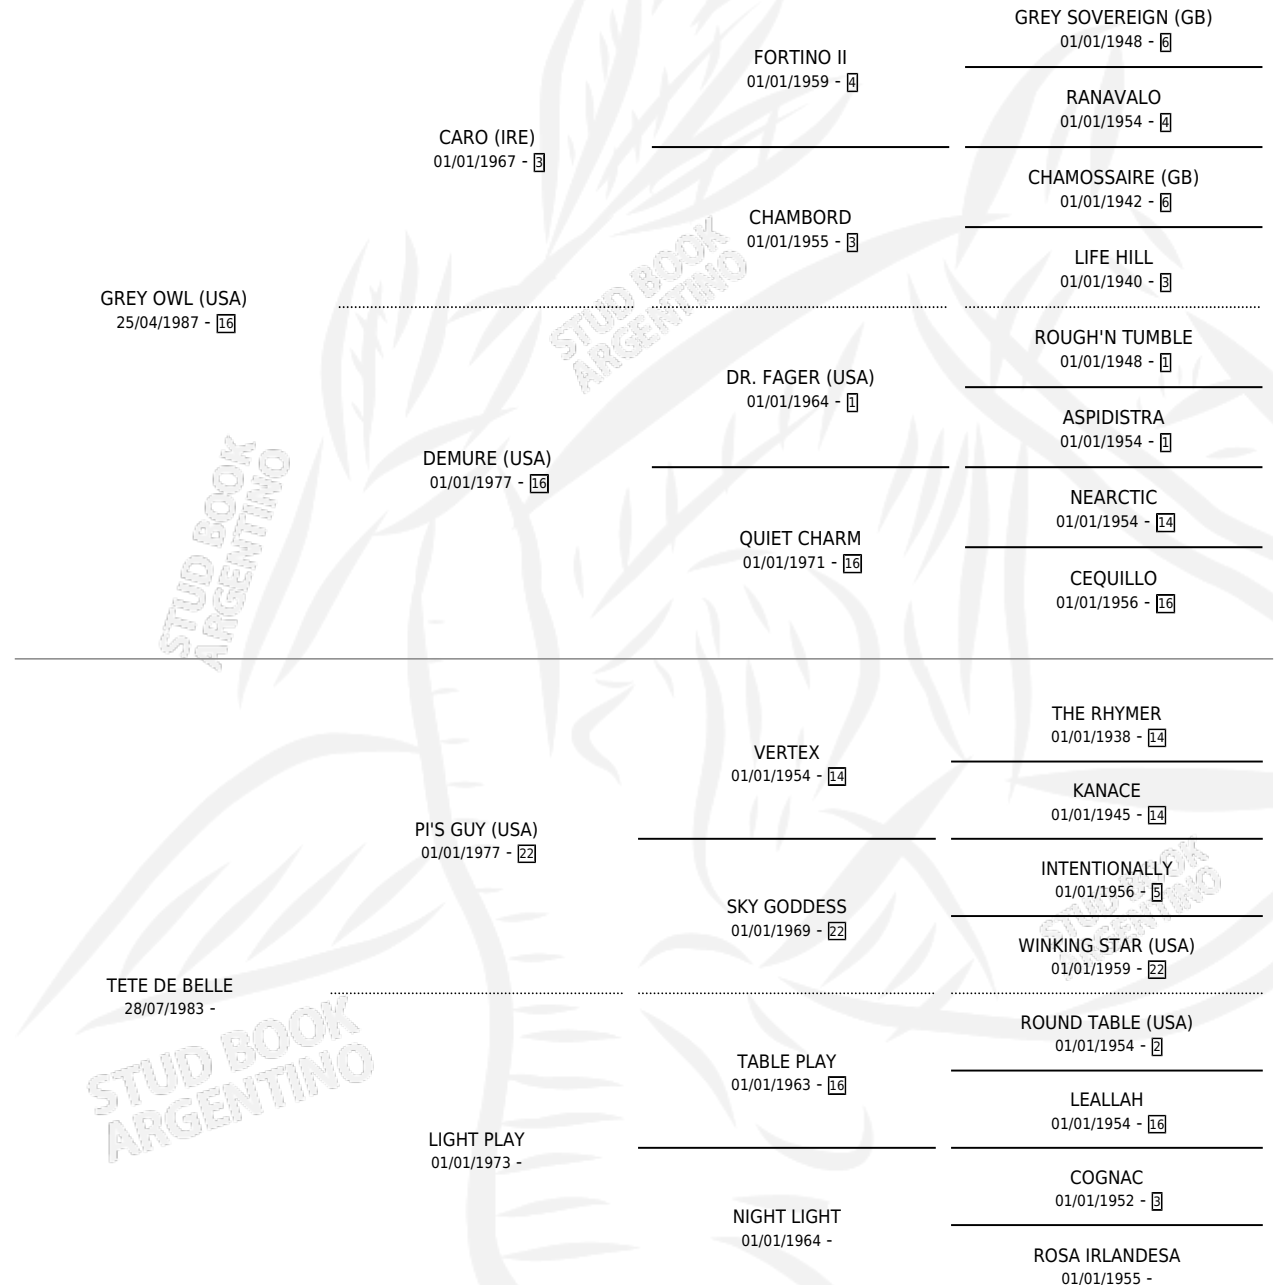 GREY SOVEREIGN (GB)
01/01/1948 - 6
FORTINO II
01/01/1959 - 4
RANAVALO
01/01/1954 - 4
CARO (IRE)
01/01/1967 - 3
CHAMOSSAIRE (GB)
01/01/1942 - 6
CHAMBORD
01/01/1955 - 3
LIFE HILL
01/01/1940 - 3
GREY OWL (USA)
25/04/1987 - 16
STUD BOOK
ARGENTINO
ROUGH'N TUMBLE
01/01/1948 - 1
DR. FAGER (USA)
01/01/1964 - 1
ASPIDISTRA
01/01/1954 - 1
DEMURE (USA)
01/01/1977 - 16
NEARCTIC
01/01/1954 - 14
QUIET CHARM
01/01/1971 - 16
CEQUILLO
01/01/1956 - 16
STUD BOOK
ARGENTINO
THE RHYMER
01/01/1938 - 14
VERTEX
01/01/1954 - 14
KANACE
01/01/1945 - 14
PI'S GUY (USA)
01/01/1977 - 22
INTENTIONALLY
01/01/1956 - 5
SKY GODDESS
01/01/1969 - 22
WINKING STAR (USA)
01/01/1959 - 22
STUD BOOK
ARGENTINO
TETE DE BELLE
28/07/1983 -
STUD BOOK
ARGENTINO
ROUND TABLE (USA)
01/01/1954 - 2
TABLE PLAY
01/01/1963 - 16
LEALLAH
01/01/1954 - 16
LIGHT PLAY
01/01/1973 -
COGNAC
01/01/1952 - 3
NIGHT LIGHT
01/01/1964 -
ROSA IRLANDESA
01/01/1955 -